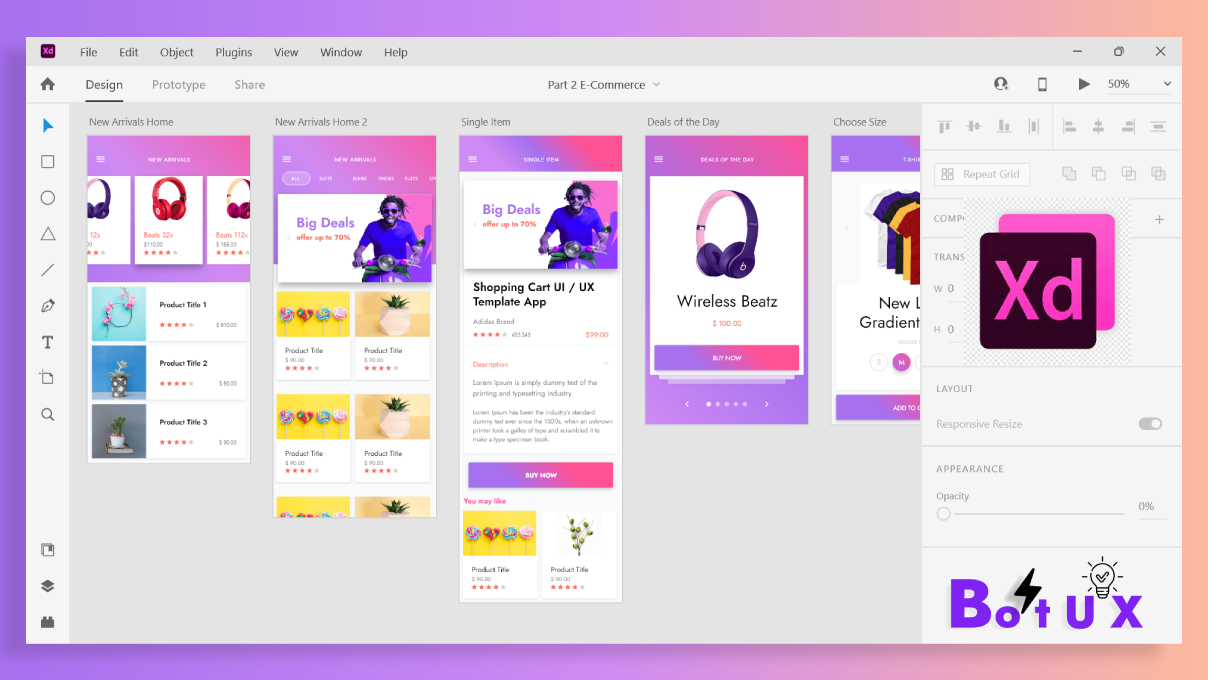 Xd File Edit Object Plugins View Window Help
Design Prototype Share Part 2 E-Commerce 50%
New Arrivals Home
NEW ARRIVALS
12x Beats 32x Beats 112x
$110.00 $ 165.03
Product Title 1
$ 910.00
Product Title 2
$ 90.00
Product Title 3
$ 90.00
New Arrivals Home 2
NEW ARRIVALS
ALL GIFTS JEANS SHOES SUITS
Big Deals
offer up to 70%
Product Title Product Title
$ 90.00 $ 90.00
Product Title Product Title
$ 90.00 $ 90.00
Single Item
SINGLE ITEM
Big Deals
offer up to 70%
Shopping Cart UI / UX
Template App
Adidas Brand
453.345 $99.00
Description
Lorem Ipsum is simply dummy text of the
printing and typesetting industry.
Lorem Ipsum has been the industry's standard
dummy text ever since the 1500s, when an unknown
printer took a galley of type and scrambled it to
make a type specimen book.
BUY NOW
You may like
Product Title Product Title
$ 90.00 $ 90.00
Deals of the Day
DEALS OF THE DAY
b
Wireless Beatz
$ 100.00
BUY NOW
Choose Size
T-SHIR
New L
Gradient
CHOOSE
S M
ADD TO C
Repeat Grid
COMP
TRANS
W 0
H 0
Xd
LAYOUT
Responsive Resize
APPEARANCE
Opacity
0%
Bot UX